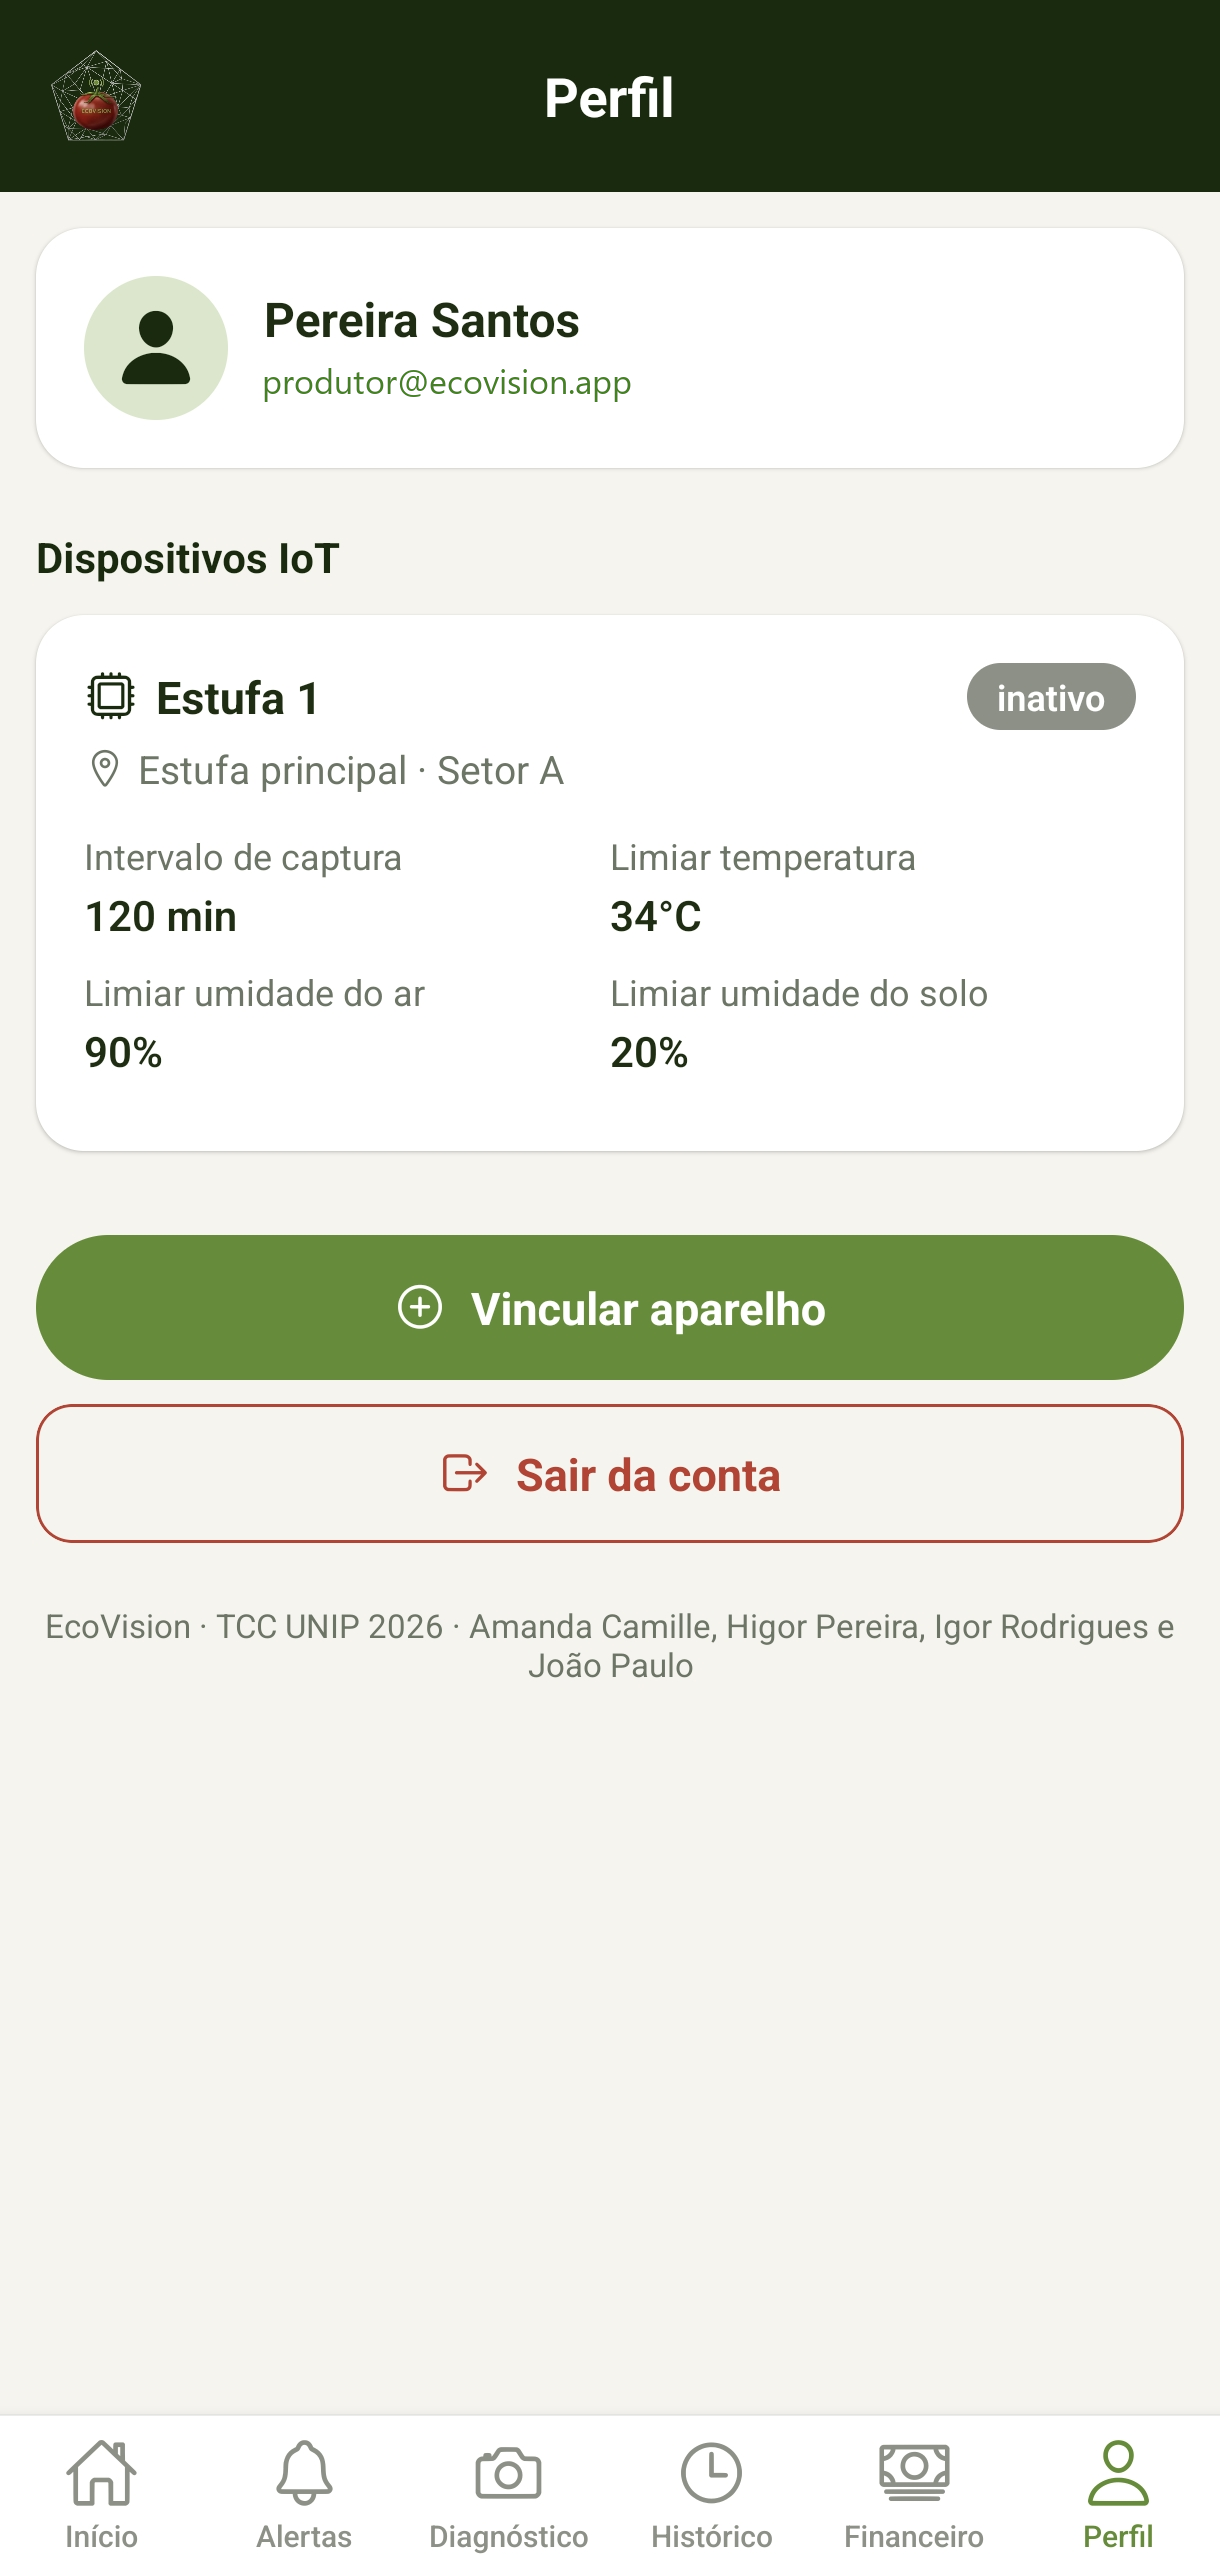 ECOVISION
Perfil
Pereira Santos
produtor@ecovision.app
Dispositivos IoT
Estufa 1
inativo
Estufa principal · Setor A
Intervalo de captura
Limiar temperatura
120 min
34°C
Limiar umidade do ar
Limiar umidade do solo
90%
20%
Vincular aparelho
Sair da conta
EcoVision · TCC UNIP 2026 · Amanda Camille, Higor Pereira, Igor Rodrigues e
João Paulo
Início
Alertas
Diagnóstico
Histórico
Financeiro
Perfil